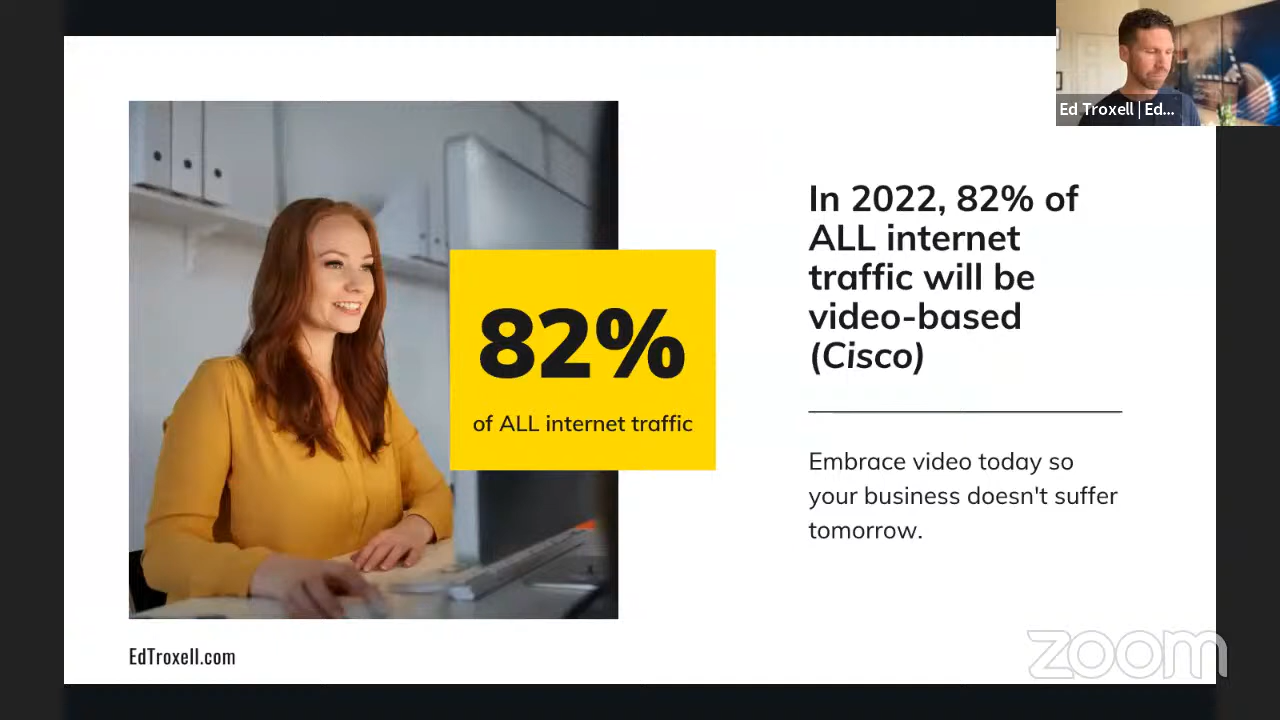 Ed Troxell | Ed...
In 2022, 82% of
ALL internet
traffic will be
video-based
(Cisco)
82%
of ALL internet traffic
Embrace video today so
your business doesn't suffer
tomorrow.
EdTroxell.com
zoom